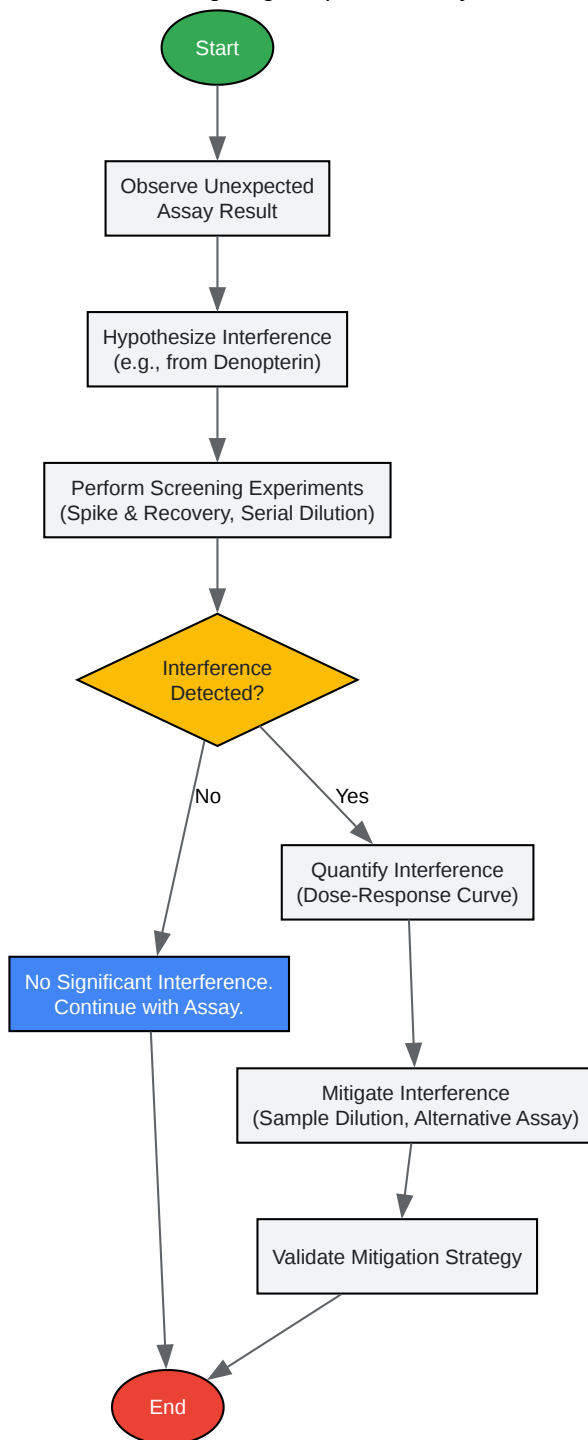 Start
Observe Unexpected
Assay Result
Hypothesize Interference
(e.g., from Denopterin)
Perform Screening Experiments
(Spike & Recovery, Serial Dilution)
Interference
Detected?
No
Yes
Quantify Interference
(Dose-Response Curve)
No Significant Interference.
Continue with Assay.
Mitigate Interference
(Sample Dilution, Alternative Assay)
Validate Mitigation Strategy
End